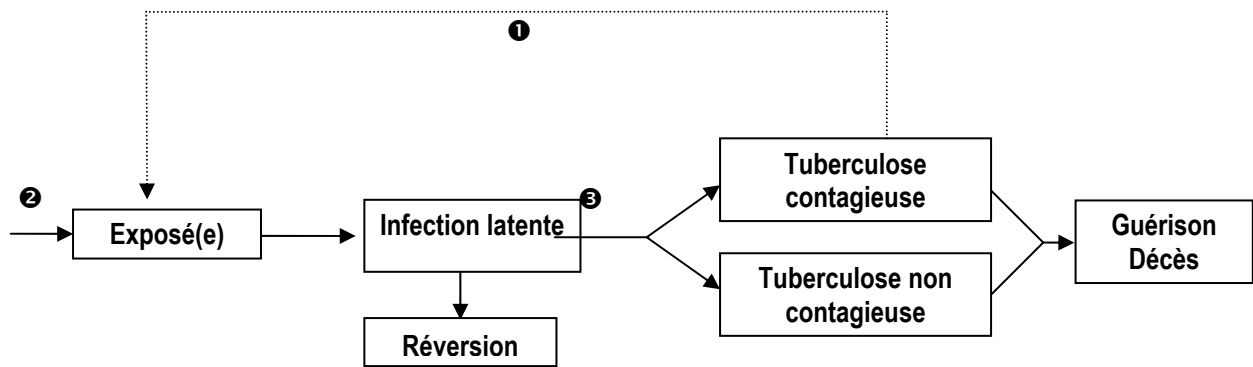 ❶
Tuberculose
contagieuse
❷
Exposé(e)
Infection latente
❸
Tuberculose non
contagieuse
Guérison
Décès
Réversion